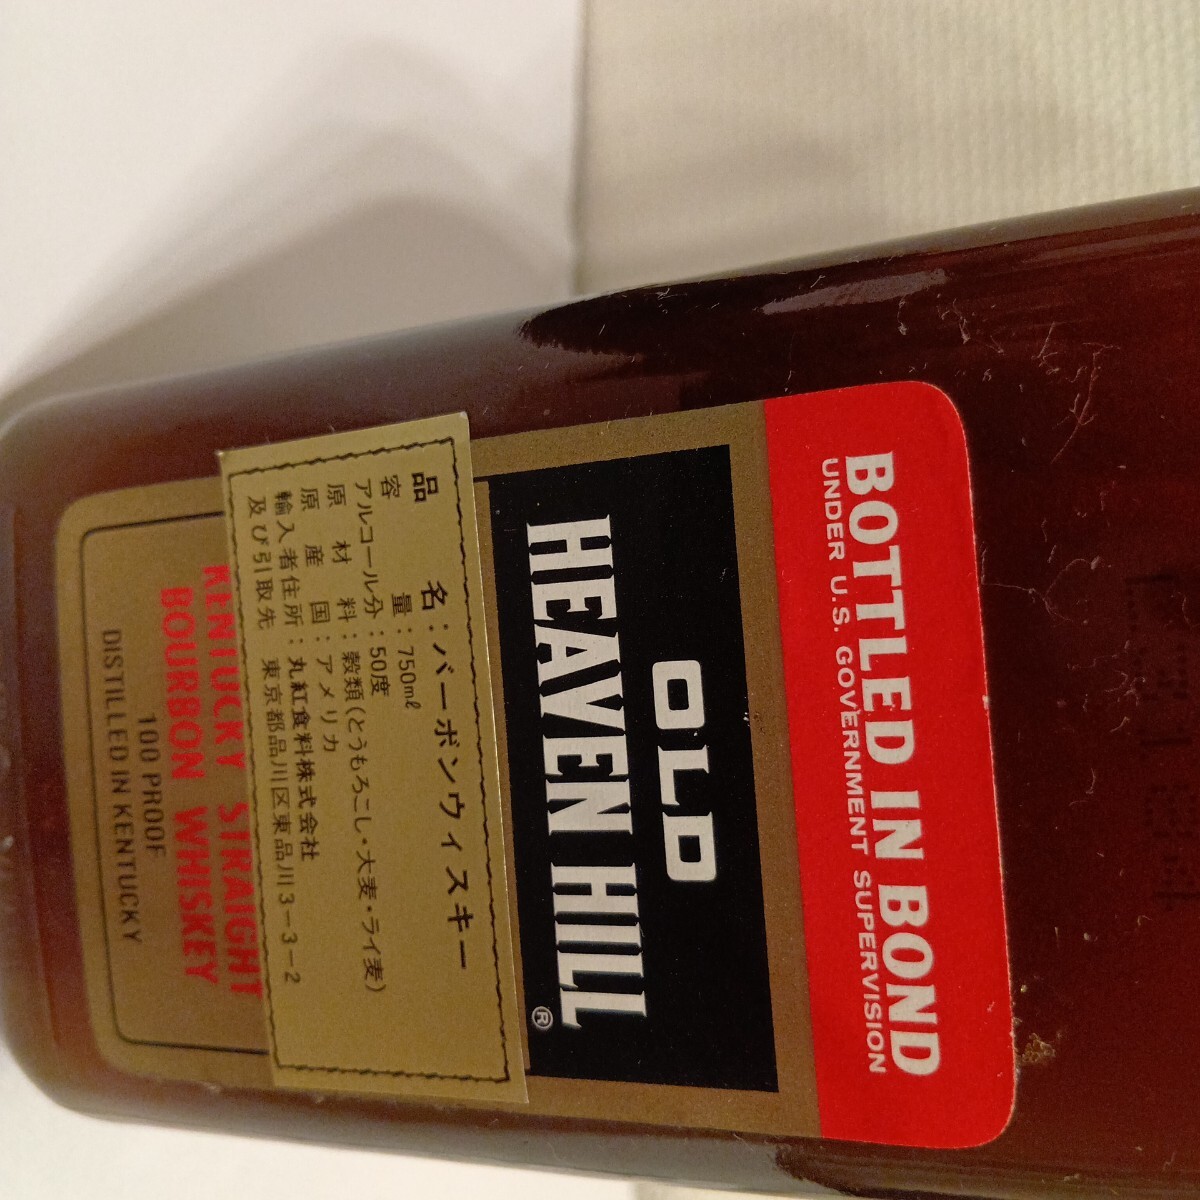 BOTTLED IN BOND
UNDER U.S. GOVERNMENT SUPERVISION
OLD
HEAVEN HILL®
品名：バーボンウィスキー
容量：750mℓ
アルコール分：50度
原材料：穀類(とうもろこし・大麦・ライ麦)
原産国：アメリカ
輸入者住所：丸紅食料株式会社
及び引取先 東京都品川区東品川3-3-2
KENTUCKY STRAIGHT
BOURBON WHISKEY
100 PROOF
DISTILLED IN KENTUCKY